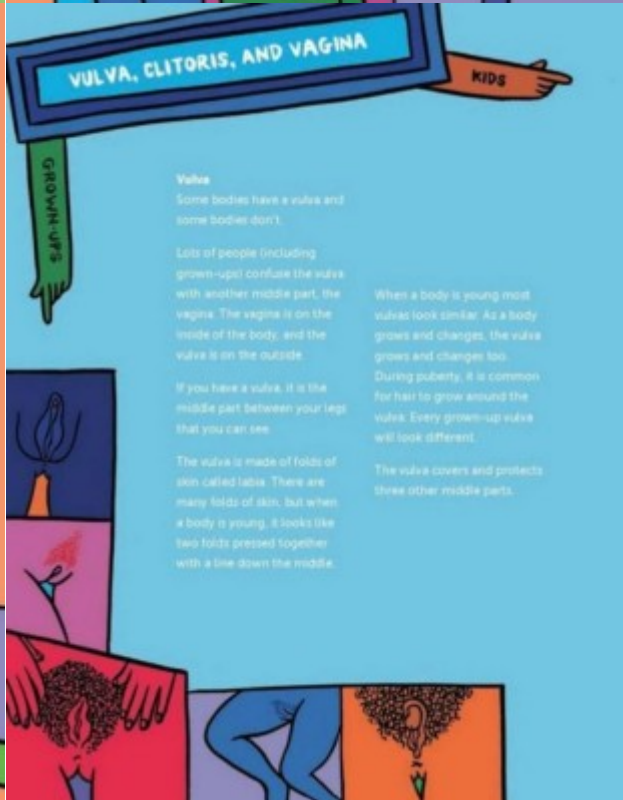 VULVA, CLITORIS, AND VAGINA
KIDS
GROWN-UPS
Vulva
Some bodies have a vulva and
some bodies don't.
Lots of people (including
grown-ups) confuse the vulva
with another middle part, the
vagina. The vagina is on the
inside of the body, and the
vulva is on the outside.
If you have a vulva, it is the
middle part between your legs
that you can see.
The vulva is made of folds of
skin called labia. There are
many folds of skin, but when
a body is young, it looks like
two folds pressed together
with a line down the middle.
When a body is young most
vulvas look similar. As a body
grows and changes, the vulva
grows and changes too.
During puberty, it is common
for hair to grow around the
vulva. Every grown-up vulva
will look different.
The vulva covers and protects
three other middle parts.